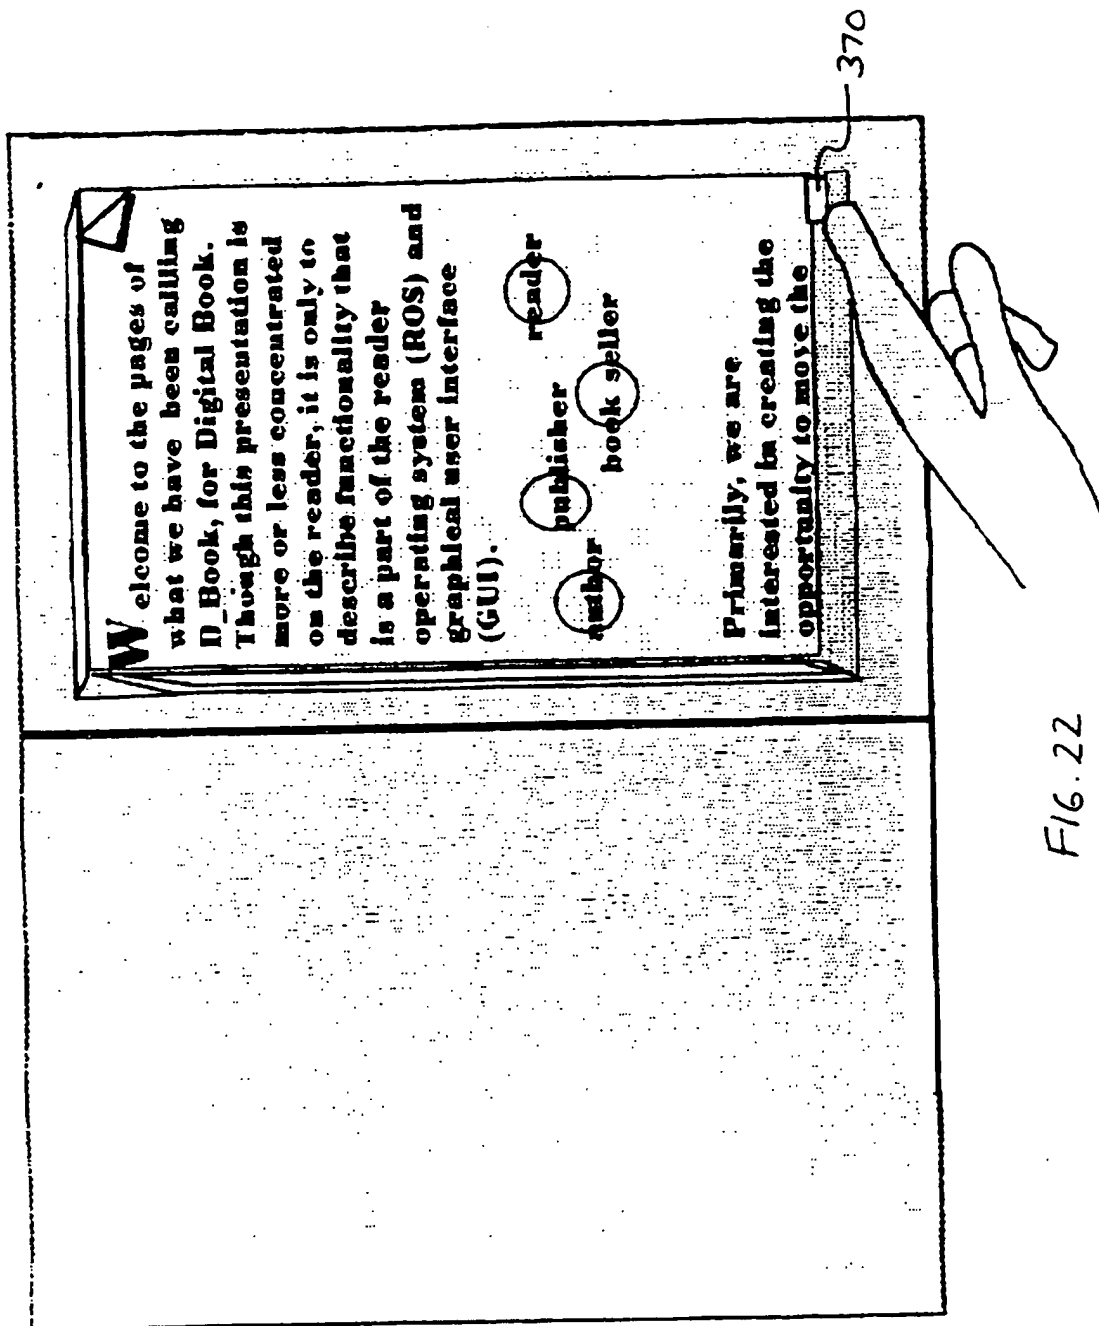 Welcome to the pages of
what we have been callling
D_Book, for Digital Book.
Though this presentation is
more or less concentrated
on the reader, it is only to
describe functionality that
is a part of the reader
operating system (ROS) and
graphical user interface
(GUI).
author publisher reader
book seller
Primarily, we are
interested in creating the
opportunity to move the
370
FIG. 22